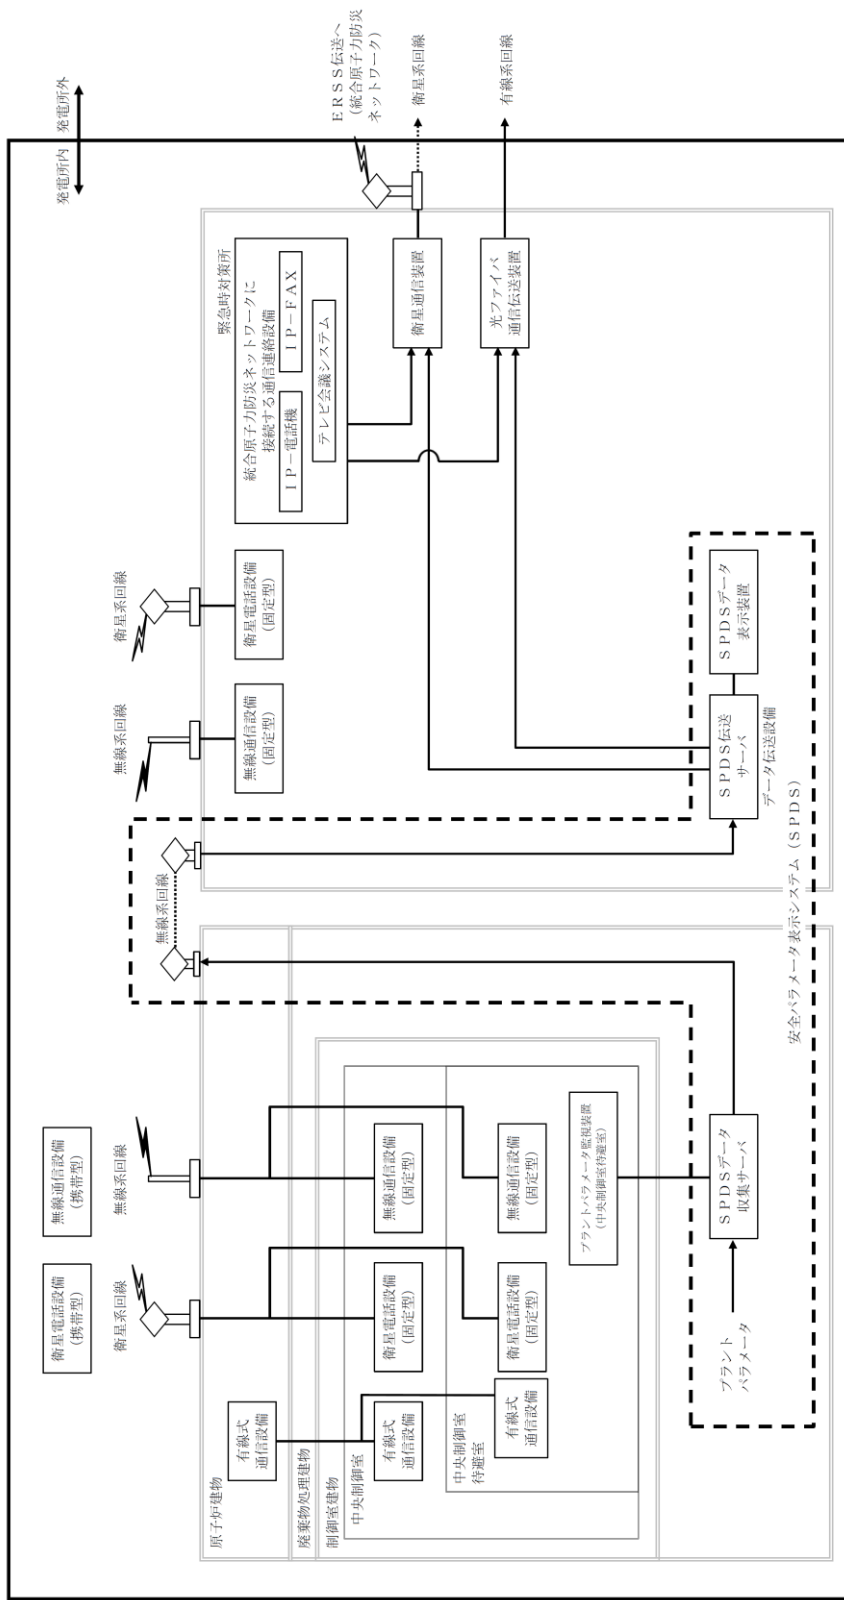 発電所内
発電所外
衛星電話設備
(携帯型)
無線通信設備
(携帯型)
衛星系回線
無線系回線
無線系回線
無線系回線
衛星系回線
ERSS伝送へ
(統合原子力防災
ネットワーク)
衛星系回線
有線系回線
原子炉建物
有線式
通信設備
廃棄物処理建物
制御室建物
中央制御室
有線式
通信設備
衛星電話設備
(固定型)
無線通信設備
(固定型)
中央制御室
待避室
有線式
通信設備
衛星電話設備
(固定型)
無線通信設備
(固定型)
プラントパラメータ監視装置
(中央制御室待避室)
プラント
パラメータ
SPDSデータ
収集サーバ
無線通信設備
(固定型)
衛星電話設備
(固定型)
緊急時対策所
統合原子力防災ネットワークに
接続する通信連絡設備
IP-電話機
IP-FAX
テレビ会議システム
衛星通信装置
光ファイバ
通信伝送装置
SPDS伝送
サーバ
SPDSデータ
表示装置
データ伝送設備
安全パラメータ表示システム(SPDS)